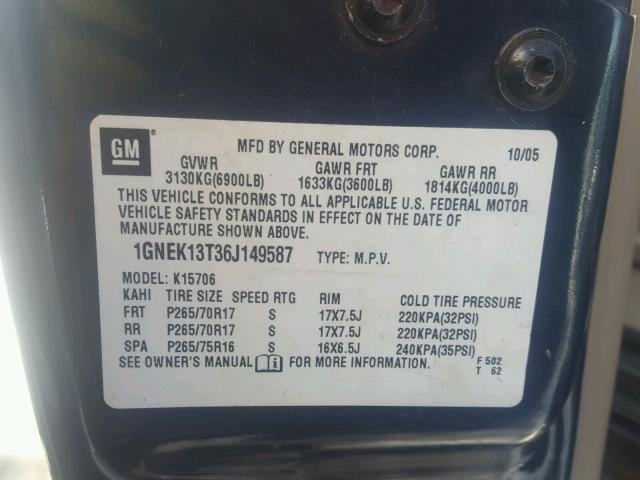 GM MFD BY GENERAL MOTORS CORP. 10/05
GVWR GAWR FRT GAWR RR
3130KG(6900LB) 1633KG(3600LB) 1814KG(4000LB)
THIS VEHICLE CONFORMS TO ALL APPLICABLE U.S. FEDERAL MOTOR
VEHICLE SAFETY STANDARDS IN EFFECT ON THE DATE OF
MANUFACTURE SHOWN ABOVE.
1GNEK13T36J149587 TYPE: M.P.V.
MODEL: K15706
KAHI TIRE SIZE SPEED RTG RIM COLD TIRE PRESSURE
FRT P265/70R17 S 17X7.5J 220KPA(32PSI)
RR P265/70R17 S 17X7.5J 220KPA(32PSI)
SPA P265/75R16 S 16X6.5J 240KPA(35PSI)
SEE OWNER'S MANUAL FOR MORE INFORMATION. F 502
T 62